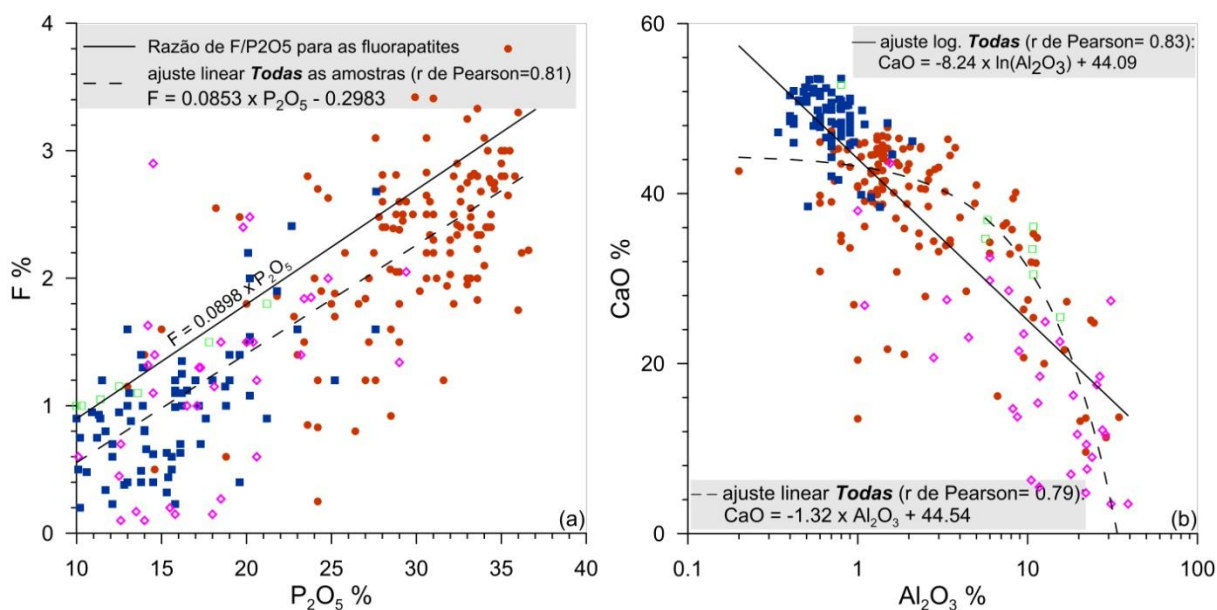 4
3
2
1
0
F %
Razão de F/P2O5 para as fluorapatites
ajuste linear Todas as amostras (r de Pearson=0.81)
F = 0.0853 x P₂O₅ - 0.2983
F = 0.0898 x P₂O₅
(a)
10
15
20
25
30
35
40
P₂O₅ %
60
40
20
0
CaO %
ajuste log. Todas (r de Pearson= 0.83):
CaO = -8.24 x ln(Al₂O₃) + 44.09
ajuste linear Todas (r de Pearson= 0.79):
CaO = -1.32 x Al₂O₃ + 44.54
(b)
0.1
1
10
100
Al₂O₃ %